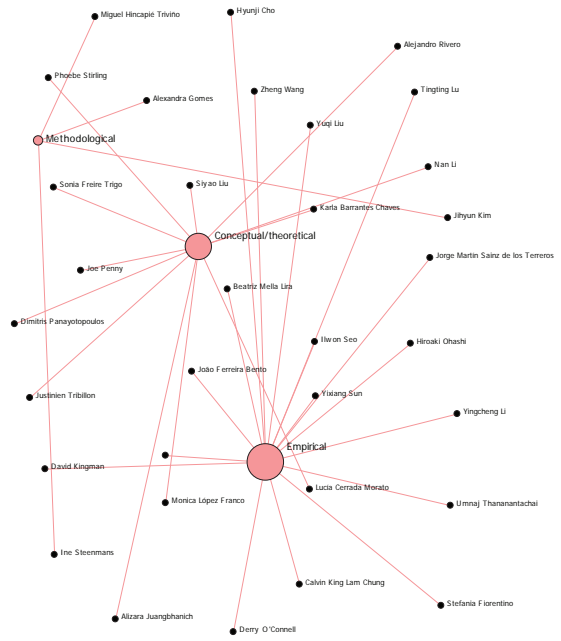 Miguel Hincapié Triviño
Hyunji Cho
Alejandro Rivero
Phoebe Stirling
Zheng Wang
Tingting Lu
Alexandra Gomes
Yuqi Liu
Methodological
Nan Li
Sonia Freire Trigo
Siyao Liu
Karla Barrantes Chaves
Jihyun Kim
Conceptual/theoretical
Jorge Martin Sainz de los Terreros
Joe Penny
Beatriz Mella Lira
Dimitris Panayotopoulos
Illwon Seo
Hiroaki Ohashi
João Ferreira Bento
Justinien Tribillon
Yixiang Sun
Yingcheng Li
Empirical
David Kingman
Lucía Cerrada Morato
Monica López Franco
Umnaj Thananantachai
Ine Steenmans
Calvin King Lam Chung
Stefania Fiorentino
Alizara Juangbhanich
Derry O'Connell